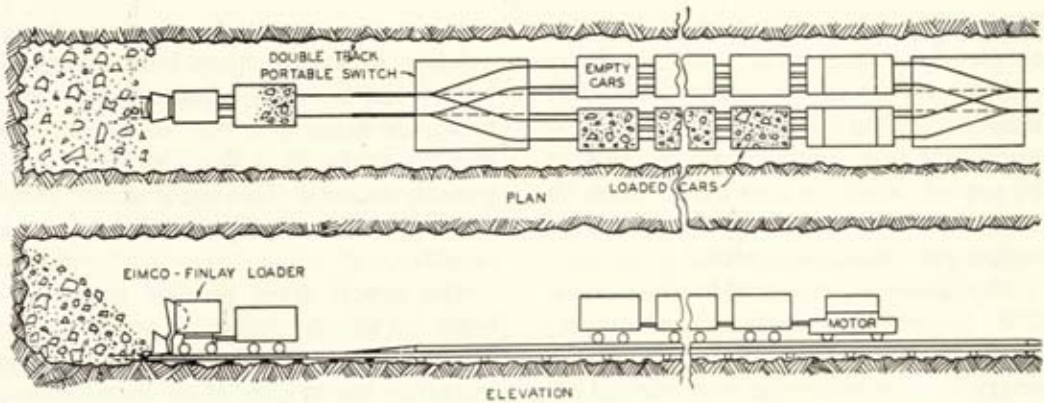 DOUBLE TRACK
PORTABLE SWITCH
EMPTY
CARS
LOADED CARS
PLAN
EIMCO-FINLAY LOADER
MOTOR
ELEVATION